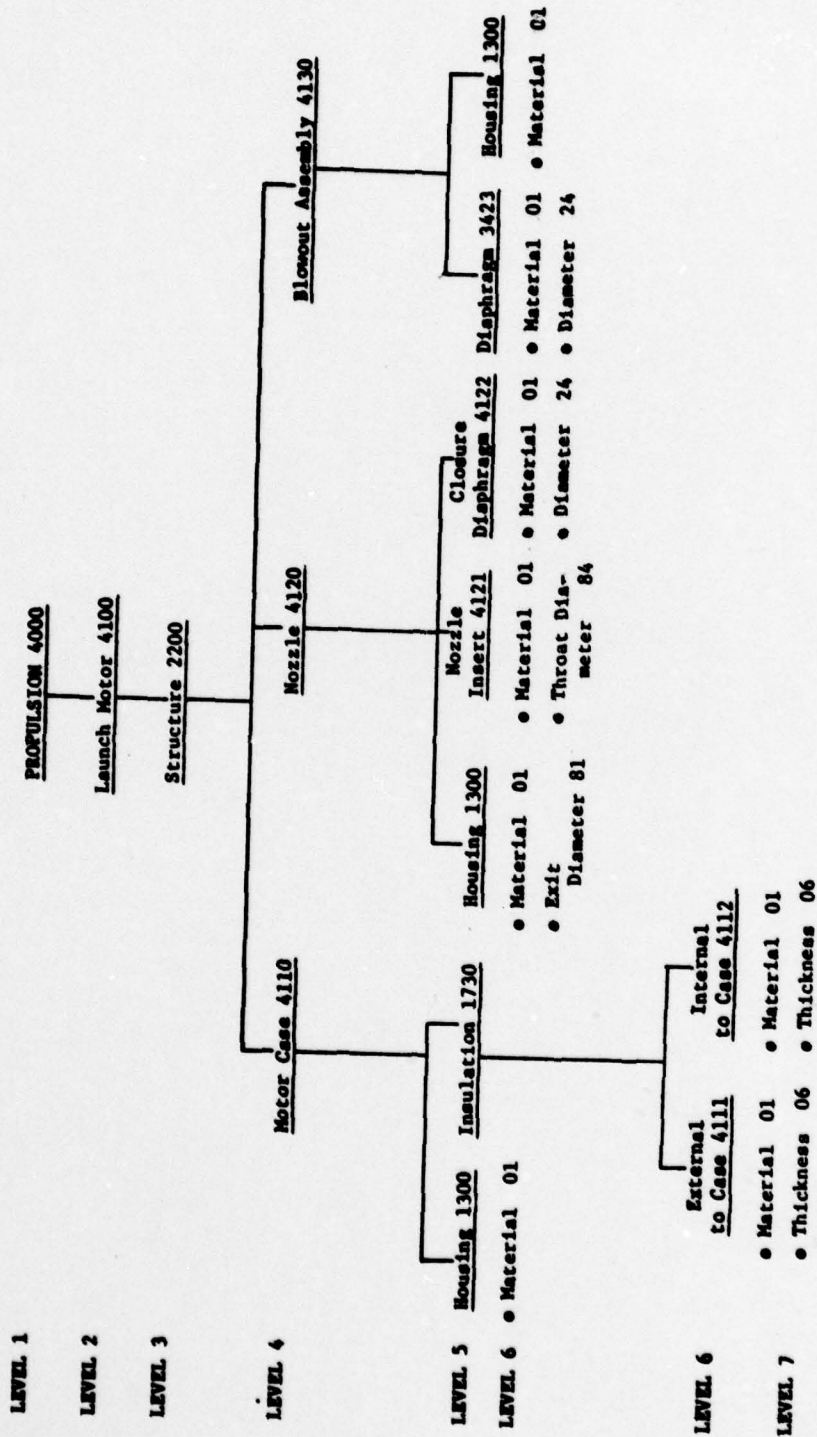 LEVEL 1
PROPULSION 4000
LEVEL 2
Launch Motor 4100
LEVEL 3
Structure 2200
LEVEL 4
Motor Case 4110
Nozzle 4120
Blowout Assembly 4130
LEVEL 5
Housing 1300
Insulation 1730
Housing 1300
Nozzle
Insert 4121
Closure
Diaphragm 4122
Diaphragm 3423
Housing 1300
LEVEL 6
• Material 01
• Material 01
• Exit
Diameter 81
• Material 01
• Throat Dia-
meter 84
• Material 01
• Diameter 24
• Material 01
• Diameter 24
• Material 01
LEVEL 6
External
to Case 4111
Internal
to Case 4112
LEVEL 7
• Material 01
• Thickness 06
• Material 01
• Thickness 06